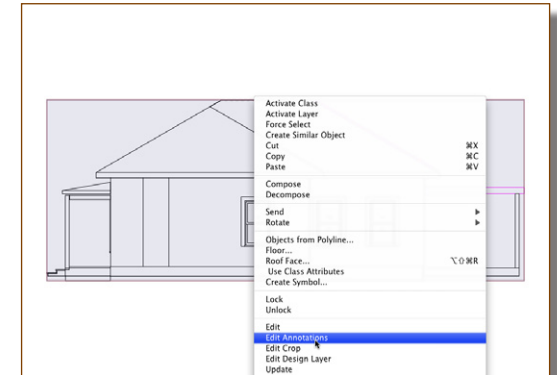 Activate Class
Activate Layer
Force Select
Create Similar Object
Cut ⌘X
Copy ⌘C
Paste ⌘V
Compose
Decompose
Send ▶
Rotate ▶
Objects from Polyline...
Floor...
Roof Face... ⌥⇧⌘R
Use Class Attributes
Create Symbol...
Lock
Unlock
Edit
Edit Annotations
Edit Crop
Edit Design Layer
Update